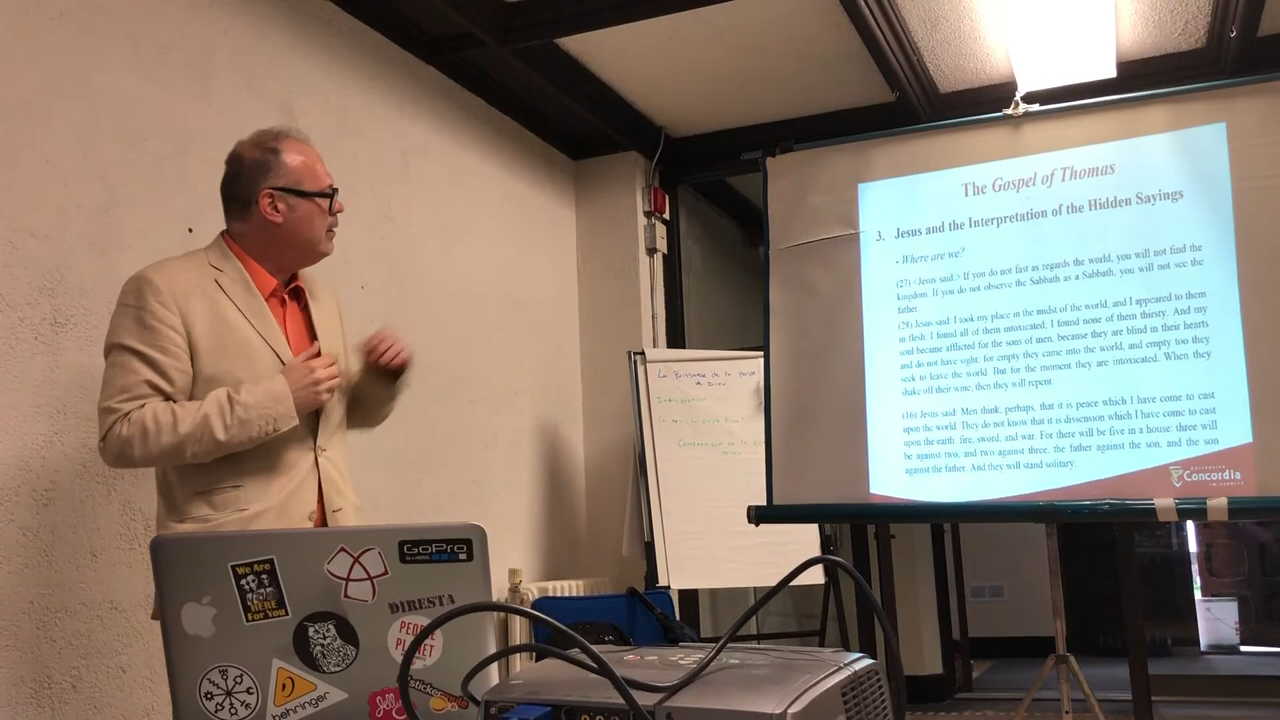 The Gospel of Thomas
3. Jesus and the Interpretation of the Hidden Sayings
- Where are we?
(27) <Jesus said:> If you do not fast as regards the world, you will not find the
kingdom. If you do not observe the Sabbath as a Sabbath, you will not see the
father.
(28) Jesus said: I took my place in the midst of the world, and I appeared to them
in flesh. I found all of them intoxicated; I found none of them thirsty. And my
soul became afflicted for the sons of men, because they are blind in their hearts
and do not have sight; for empty they came into the world, and empty too they
seek to leave the world. But for the moment they are intoxicated. When they
shake off their wine, then they will repent.
(16) Jesus said: Men think, perhaps, that it is peace which I have come to cast
upon the world. They do not know that it is dissension which I have come to cast
upon the earth: fire, sword, and war. For there will be five in a house: three will
be against two, and two against three, the father against the son, and the son
against the father. And they will stand solitary.
Concordia
La Puissance de la
de Dieu
We Are
HERE
For You
GoPro
DIRESTA
PEOPLE
PLANET
behringer
Jelly
sticker